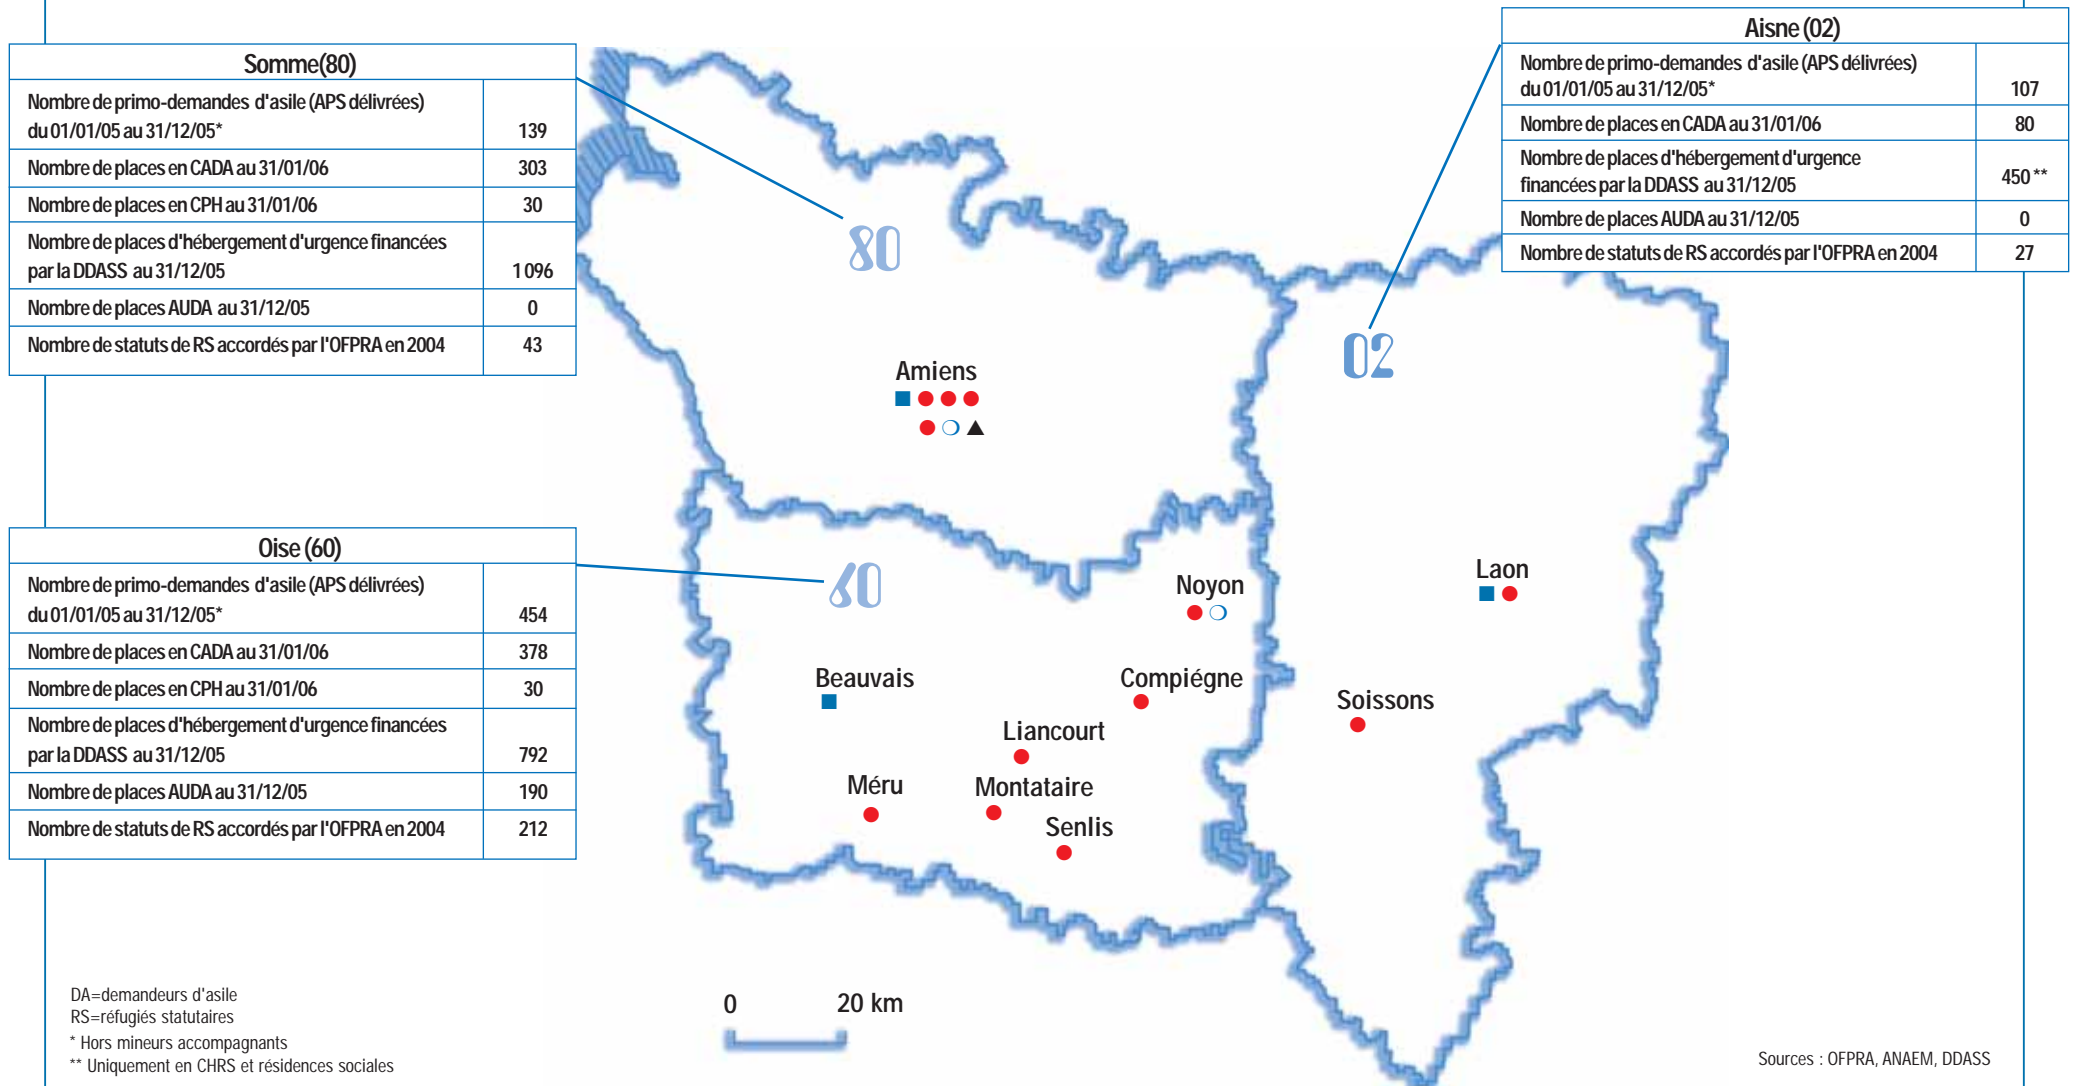 Somme(80)
Nombre de primo-demandes d'asile (APS délivrées)
du 01/01/05 au 31/12/05* 139
Nombre de places en CADA au 31/01/06 303
Nombre de places en CPH au 31/01/06 30
Nombre de places d'hébergement d'urgence financées
par la DDASS au 31/12/05 1096
Nombre de places AUDA au 31/12/05 0
Nombre de statuts de RS accordés par l'OFPRA en 2004 43
Aisne (02)
Nombre de primo-demandes d'asile (APS délivrées)
du 01/01/05 au 31/12/05* 107
Nombre de places en CADA au 31/01/06 80
Nombre de places d'hébergement d'urgence
financées par la DDASS au 31/12/05 450 **
Nombre de places AUDA au 31/12/05 0
Nombre de statuts de RS accordés par l'OFPRA en 2004 27
80
02
Amiens
Oise (60)
Nombre de primo-demandes d'asile (APS délivrées)
du 01/01/05 au 31/12/05* 454
Nombre de places en CADA au 31/01/06 378
Nombre de places en CPH au 31/01/06 30
Nombre de places d'hébergement d'urgence financées
par la DDASS au 31/12/05 792
Nombre de places AUDA au 31/12/05 190
Nombre de statuts de RS accordés par l'OFPRA en 2004 212
60
Noyon
Laon
Beauvais
Compiégne
Soissons
Liancourt
Méru
Montataire
Senlis
DA=demandeurs d'asile
RS=réfugiés statutaires
* Hors mineurs accompagnants
** Uniquement en CHRS et résidences sociales
0 20 km
Sources : OFPRA, ANAEM, DDASS